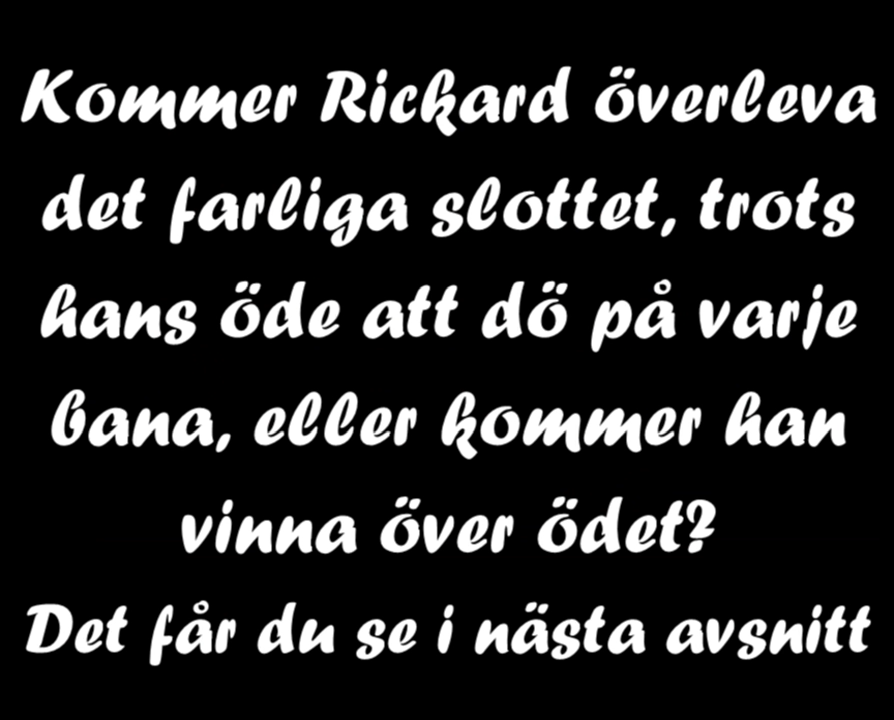 Kommer Rickard överleva
det farliga slottet, trots
hans öde att dö på varje
bana, eller kommer han
vinna över ödet?
Det får du se i nästa avsnitt